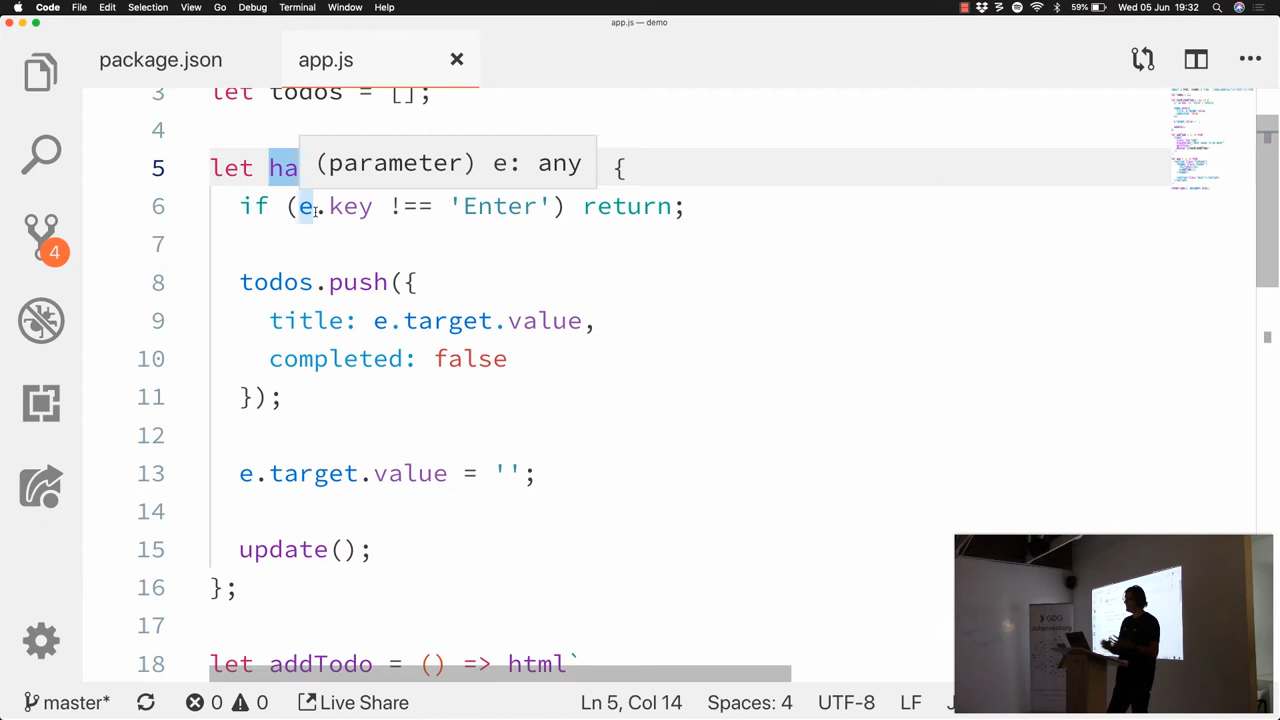 Code File Edit Selection View Go Debug Terminal Window Help
59% Wed 05 Jun 19:32
app.js — demo
package.json app.js
3 let todos = [];
4
5 let ha (parameter) e: any {
6 if (e.key !== 'Enter') return;
7
8 todos.push({
9 title: e.target.value,
10 completed: false
11 });
12
13 e.target.value = '';
14
15 update();
16 };
17
18 let addTodo = () => html`
4
GDG
Johannesburg
master* 0 0 Live Share Ln 5, Col 14 Spaces: 4 UTF-8 LF